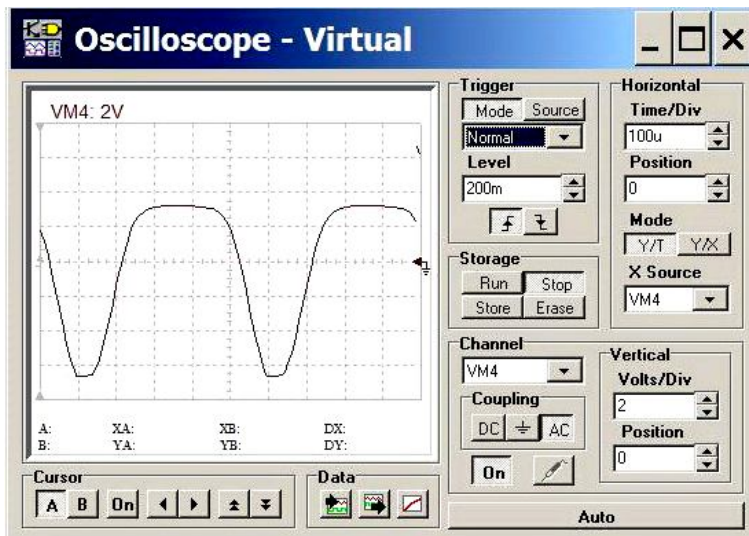 Oscilloscope - Virtual
VM4: 2V
A: XA: XB: DX:
B: YA: YB: DY:
Cursor
A B On
Data
Trigger
Mode Source
Normal
Level
200m
Storage
Run Stop
Store Erase
Channel
VM4
Coupling
DC AC
On
Horizontal
Time/Div
100u
Position
0
Mode
Y/T Y/X
X Source
VM4
Vertical
Volts/Div
2
Position
0
Auto